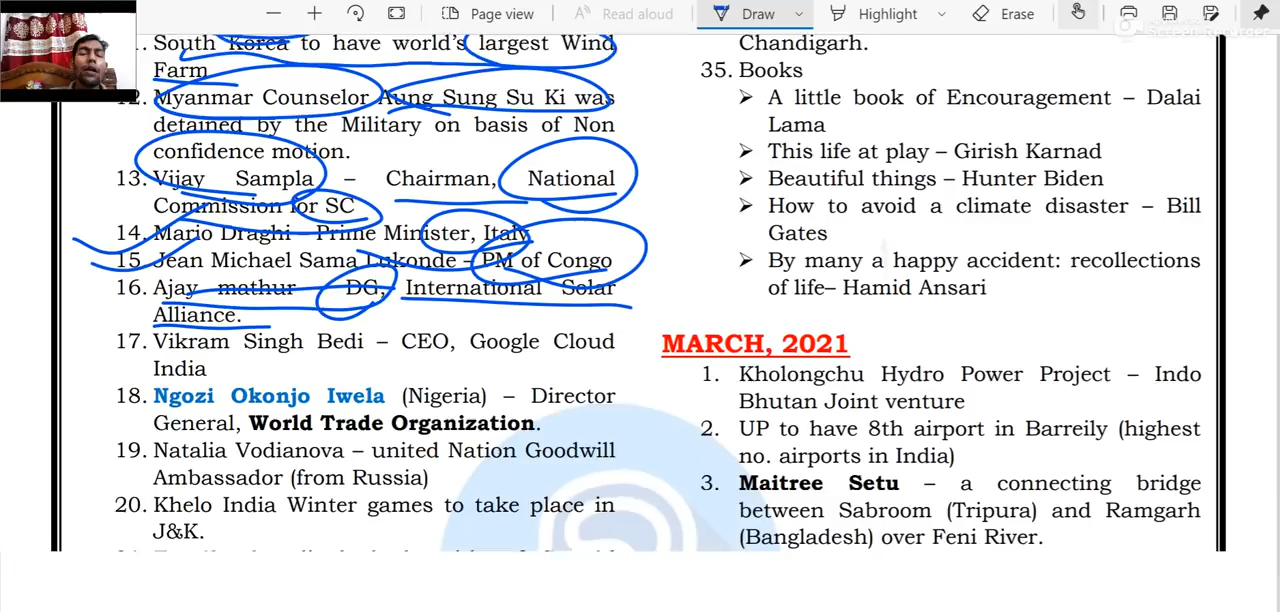 Page view
Read aloud
Draw
Highlight
Erase
Screen Recorder
South Korea to have world's largest Wind
Farm
12. Myanmar Counselor Aung Sung Su Ki was
detained by the Military on basis of Non
confidence motion.
13. Vijay Sampla – Chairman, National
Commission for SC
14. Mario Draghi – Prime Minister, Italy
15. Jean Michael Sama Lukonde – PM of Congo
16. Ajay mathur – DG, International Solar
Alliance.
17. Vikram Singh Bedi – CEO, Google Cloud
India
18. Ngozi Okonjo Iwela (Nigeria) – Director
General, World Trade Organization.
19. Natalia Vodianova – united Nation Goodwill
Ambassador (from Russia)
20. Khelo India Winter games to take place in
J&K.
Chandigarh.
35. Books
➢ A little book of Encouragement – Dalai
Lama
➢ This life at play – Girish Karnad
➢ Beautiful things – Hunter Biden
➢ How to avoid a climate disaster – Bill
Gates
➢ By many a happy accident: recollections
of life– Hamid Ansari
MARCH, 2021
1. Kholongchu Hydro Power Project – Indo
Bhutan Joint venture
2. UP to have 8th airport in Barreily (highest
no. airports in India)
3. Maitree Setu – a connecting bridge
between Sabroom (Tripura) and Ramgarh
(Bangladesh) over Feni River.